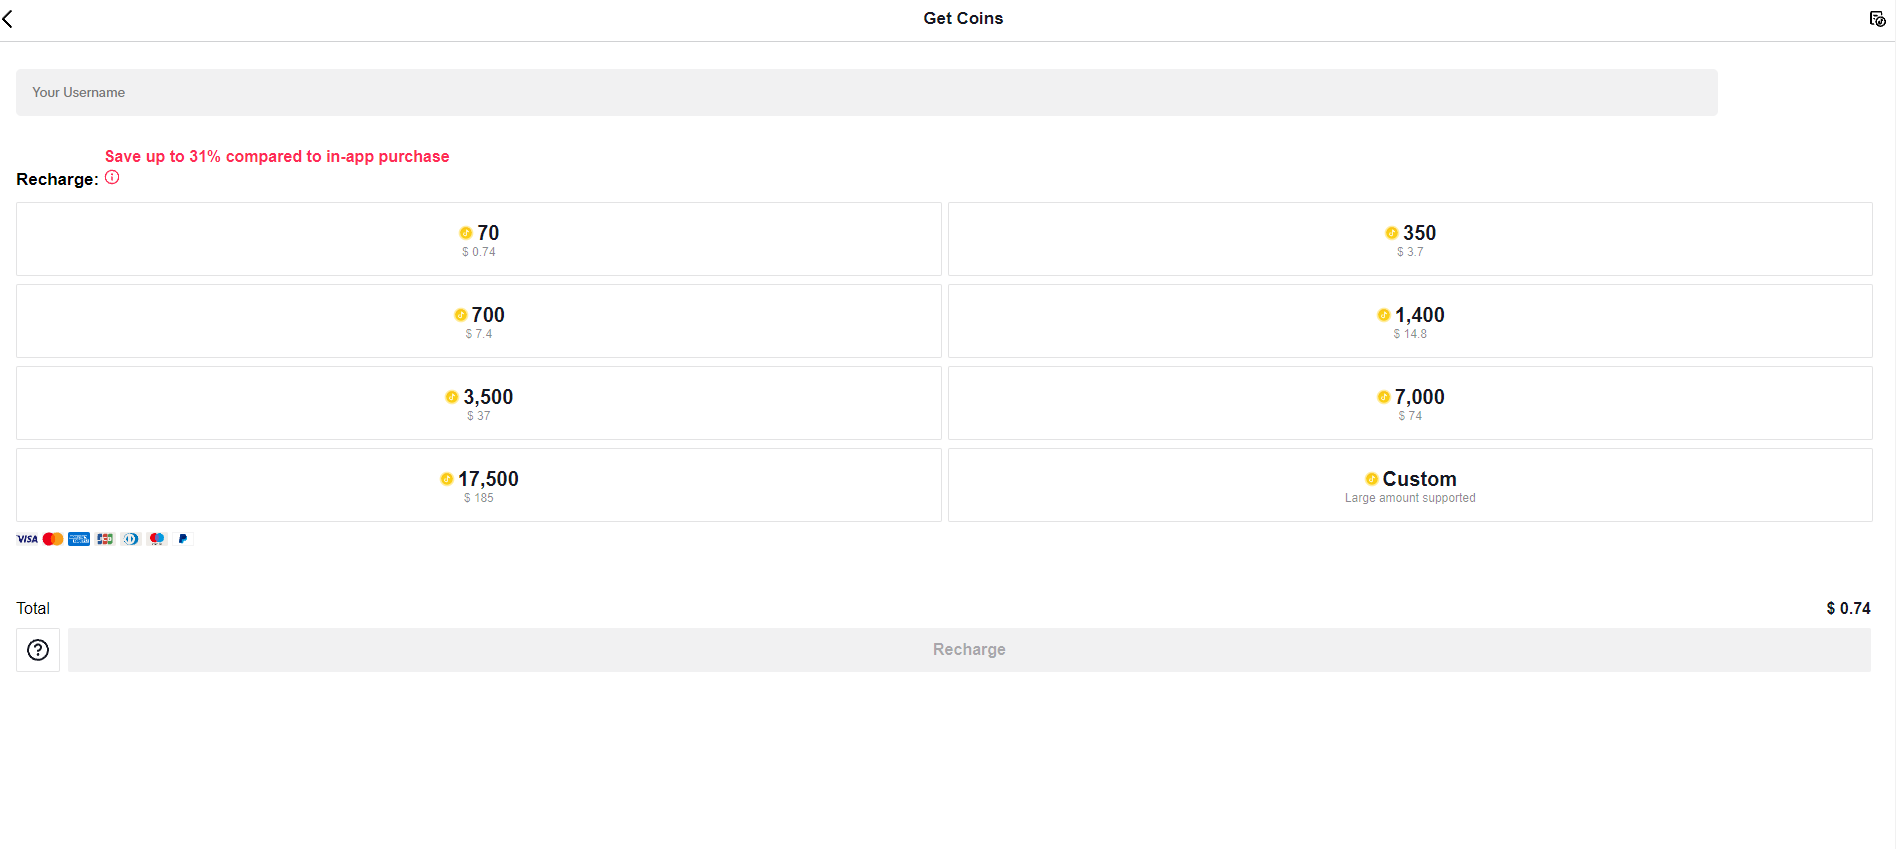 Get Coins
Your Username
Save up to 31% compared to in-app purchase
Recharge:
70
$ 0.74
350
$ 3.7
700
$ 7.4
1,400
$ 14.8
3,500
$ 37
7,000
$ 74
17,500
$ 185
Custom
Large amount supported
VISA
Total
$ 0.74
Recharge